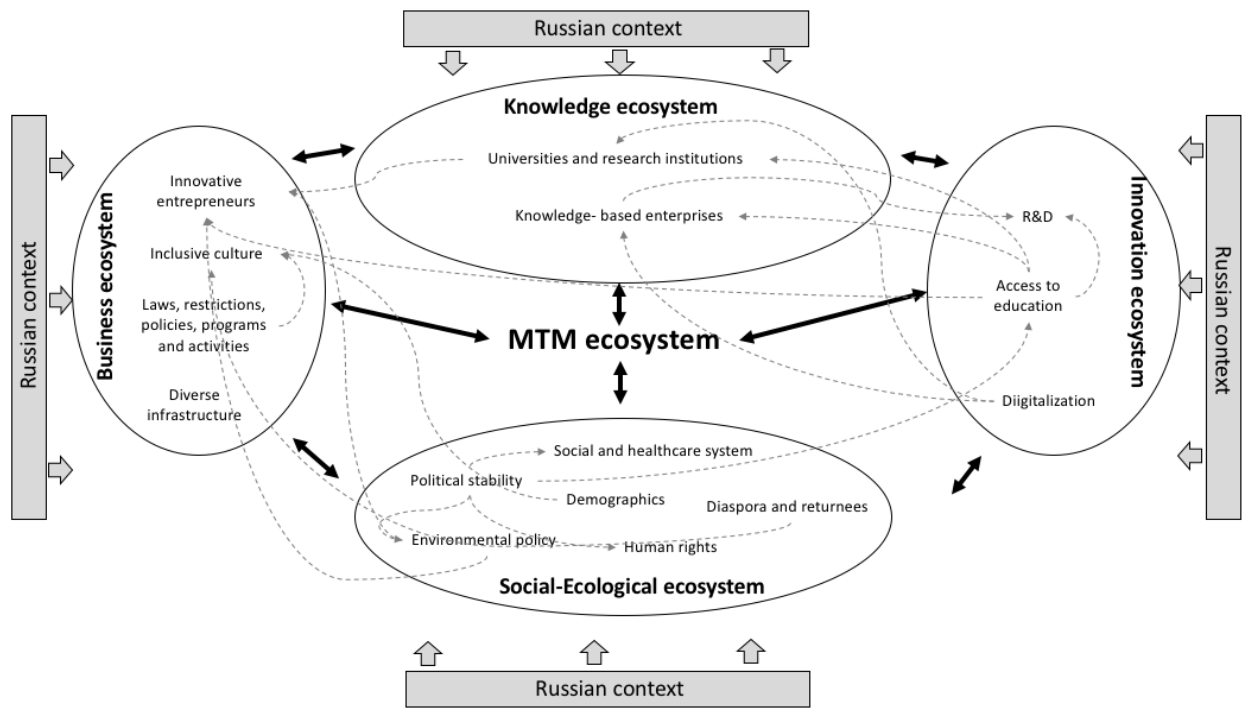 Russian context
Knowledge ecosystem
Universities and research institutions
Knowledge- based enterprises
Russian context
Business ecosystem
Innovative
entrepreneurs
Inclusive culture
Laws, restrictions,
policies, programs
and activities
Diverse
infrastructure
MTM ecosystem
R&D
Access to
education
Diigitalization
Innovation ecosystem
Russian context
Social and healthcare system
Political stability
Demographics
Diaspora and returnees
Environmental policy
Human rights
Social-Ecological ecosystem
Russian context